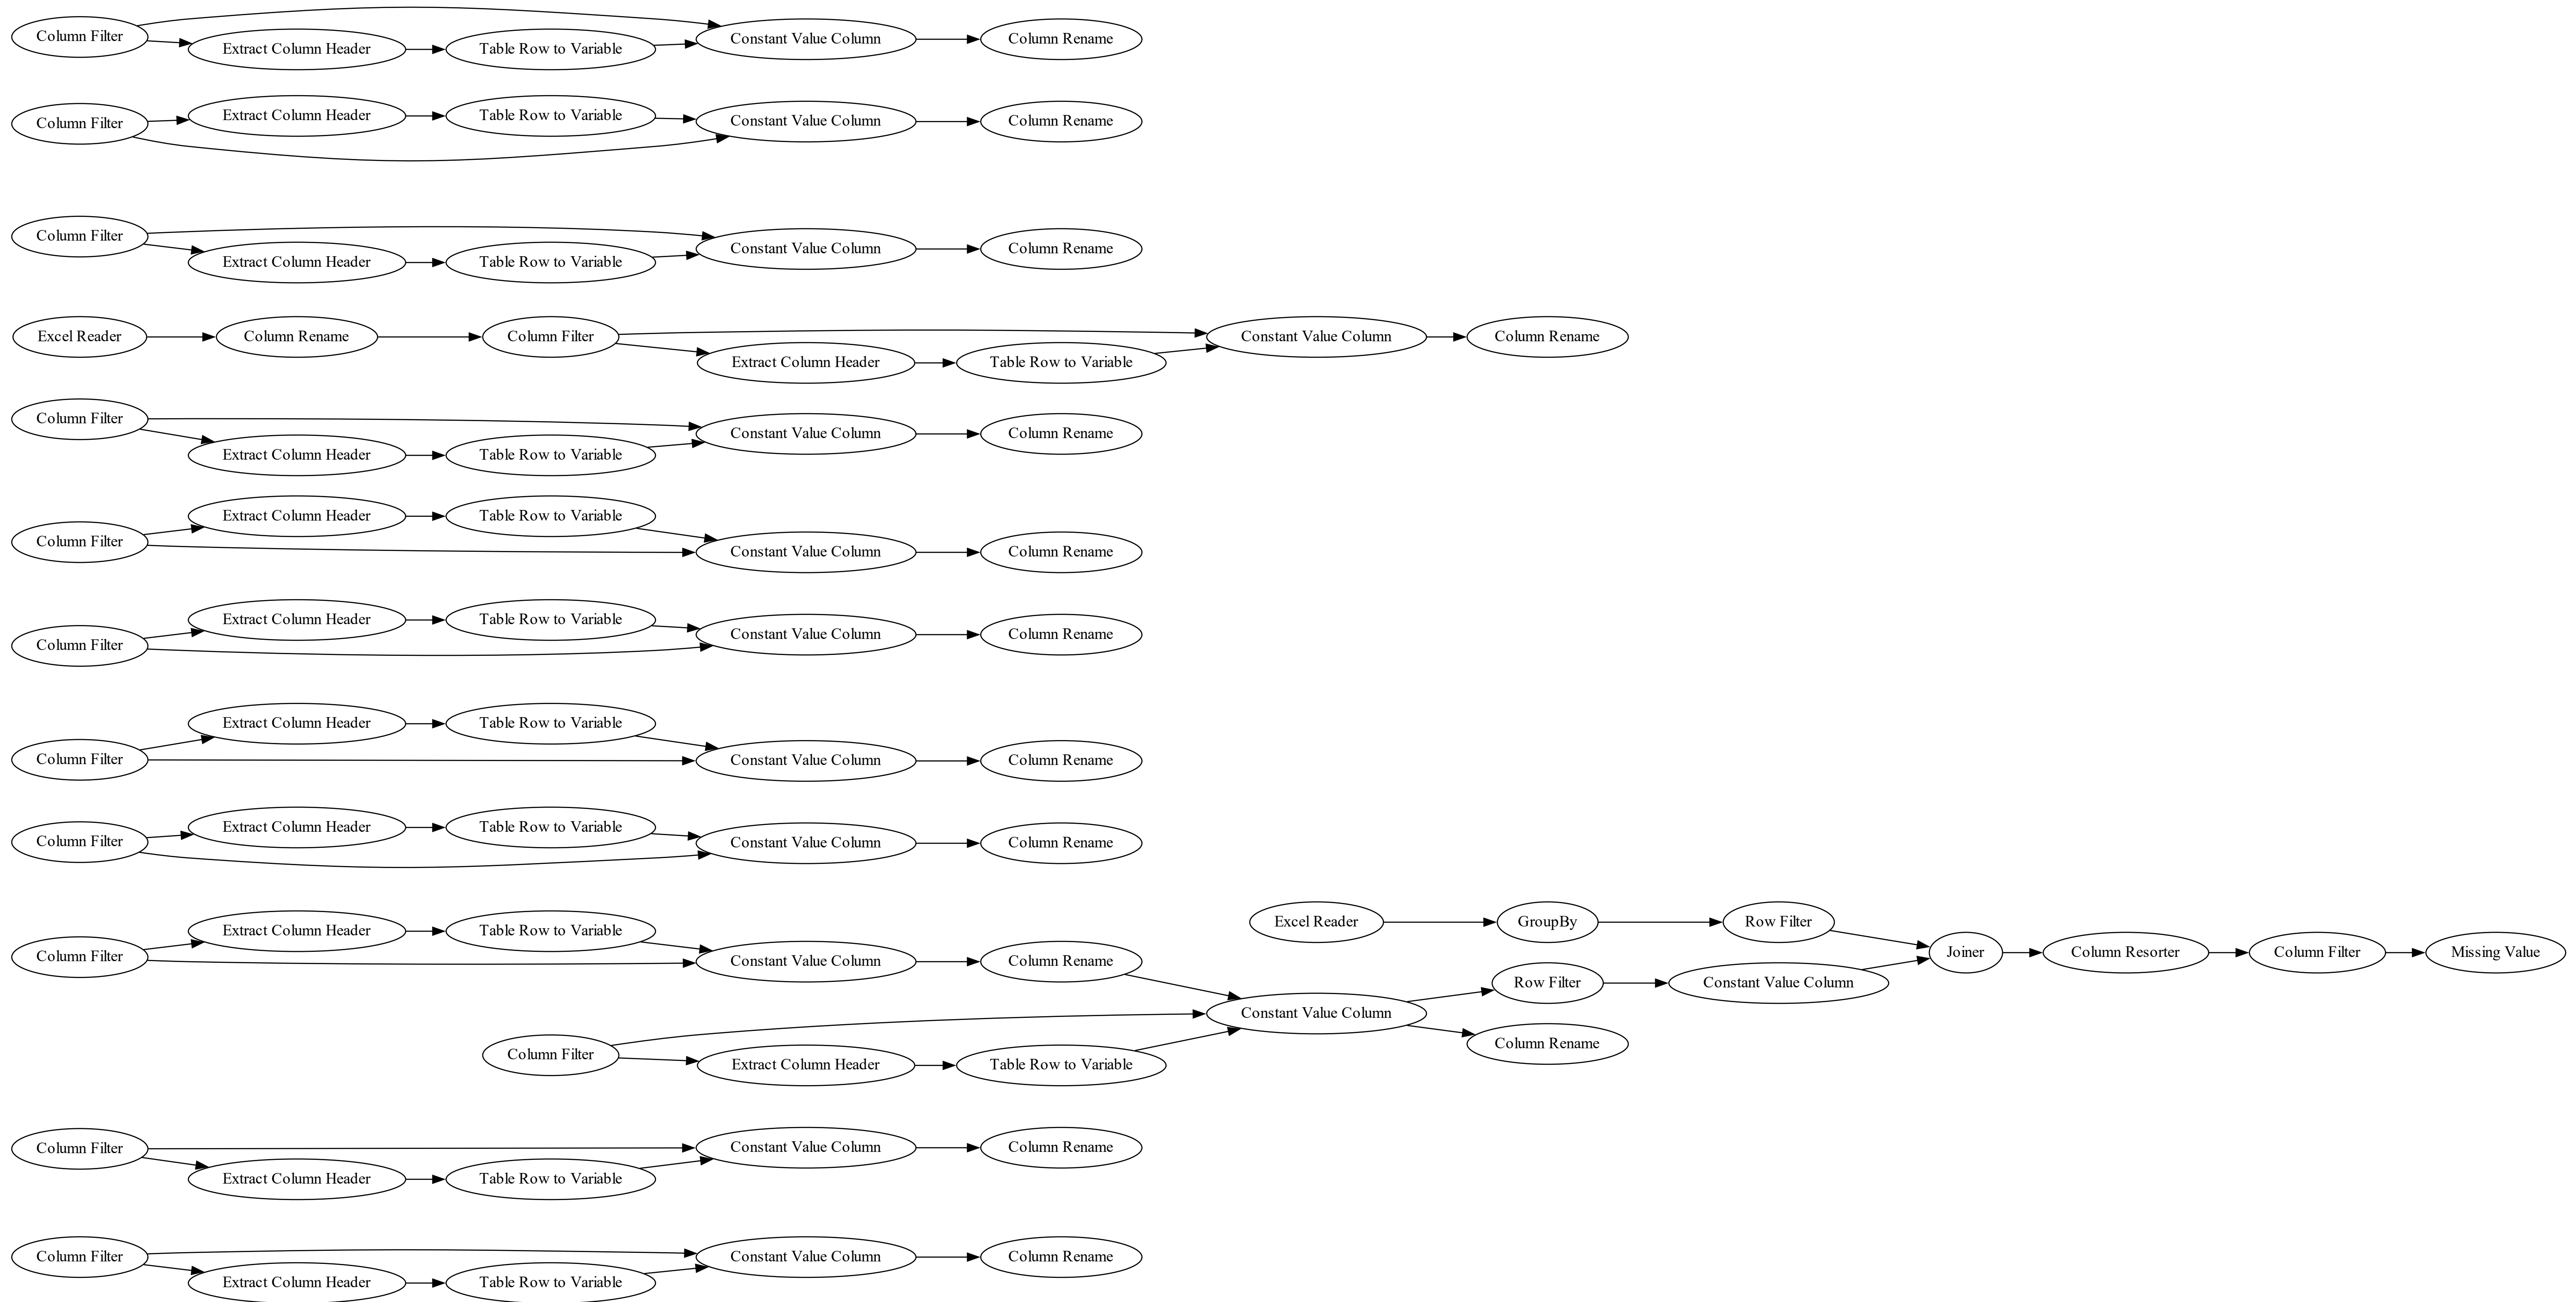 Column Filter
Extract Column Header
Table Row to Variable
Constant Value Column
Column Rename
Column Filter
Extract Column Header
Table Row to Variable
Constant Value Column
Column Rename
Column Filter
Extract Column Header
Table Row to Variable
Constant Value Column
Column Rename
Excel Reader
Column Rename
Column Filter
Extract Column Header
Table Row to Variable
Constant Value Column
Column Rename
Column Filter
Extract Column Header
Table Row to Variable
Constant Value Column
Column Rename
Column Filter
Extract Column Header
Table Row to Variable
Constant Value Column
Column Rename
Column Filter
Extract Column Header
Table Row to Variable
Constant Value Column
Column Rename
Column Filter
Extract Column Header
Table Row to Variable
Constant Value Column
Column Rename
Column Filter
Extract Column Header
Table Row to Variable
Constant Value Column
Column Rename
Column Filter
Extract Column Header
Table Row to Variable
Constant Value Column
Column Rename
Excel Reader
GroupBy
Row Filter
Joiner
Column Resorter
Column Filter
Missing Value
Row Filter
Constant Value Column
Constant Value Column
Column Rename
Column Filter
Extract Column Header
Table Row to Variable
Column Filter
Extract Column Header
Table Row to Variable
Constant Value Column
Column Rename
Column Filter
Extract Column Header
Table Row to Variable
Constant Value Column
Column Rename